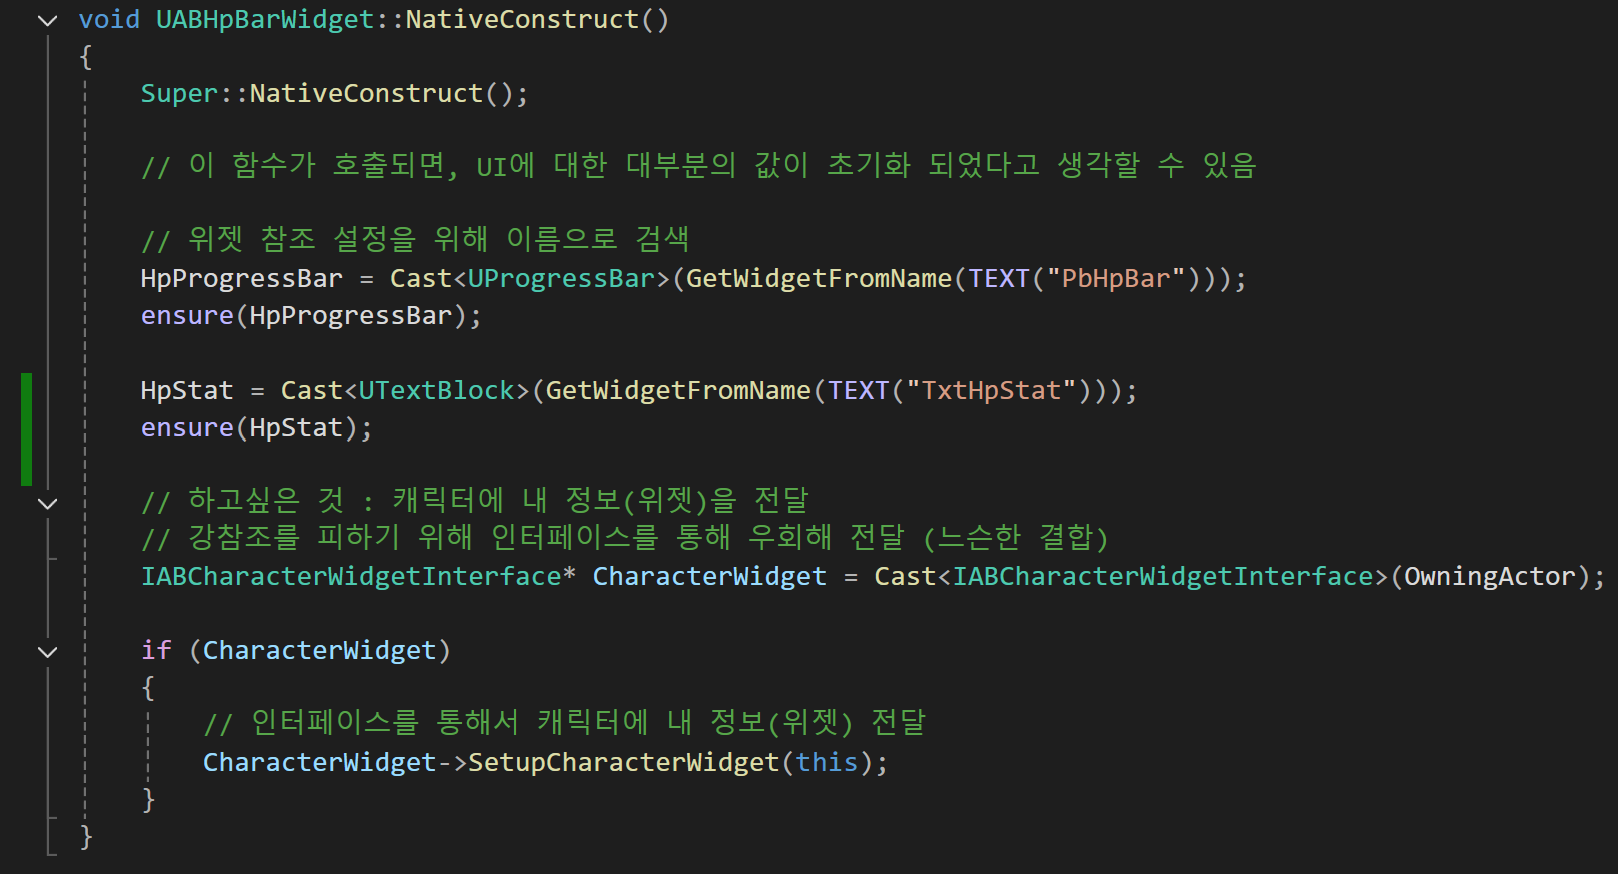 void UABHpBarWidget::NativeConstruct()
{
Super::NativeConstruct();
// 이 함수가 호출되면, UI에 대한 대부분의 값이 초기화 되었다고 생각할 수 있음
// 위젯 참조 설정을 위해 이름으로 검색
HpProgressBar = Cast<UProgressBar>(GetWidgetFromName(TEXT("PbHpBar")));
ensure(HpProgressBar);
HpStat = Cast<UTextBlock>(GetWidgetFromName(TEXT("TxtHpStat")));
ensure(HpStat);
// 하고싶은 것 : 캐릭터에 내 정보(위젯)을 전달
// 강참조를 피하기 위해 인터페이스를 통해 우회해 전달 (느슨한 결합)
IABCharacterWidgetInterface* CharacterWidget = Cast<IABCharacterWidgetInterface>(OwningActor);
if (CharacterWidget)
{
// 인터페이스를 통해서 캐릭터에 내 정보(위젯) 전달
CharacterWidget->SetupCharacterWidget(this);
}
}